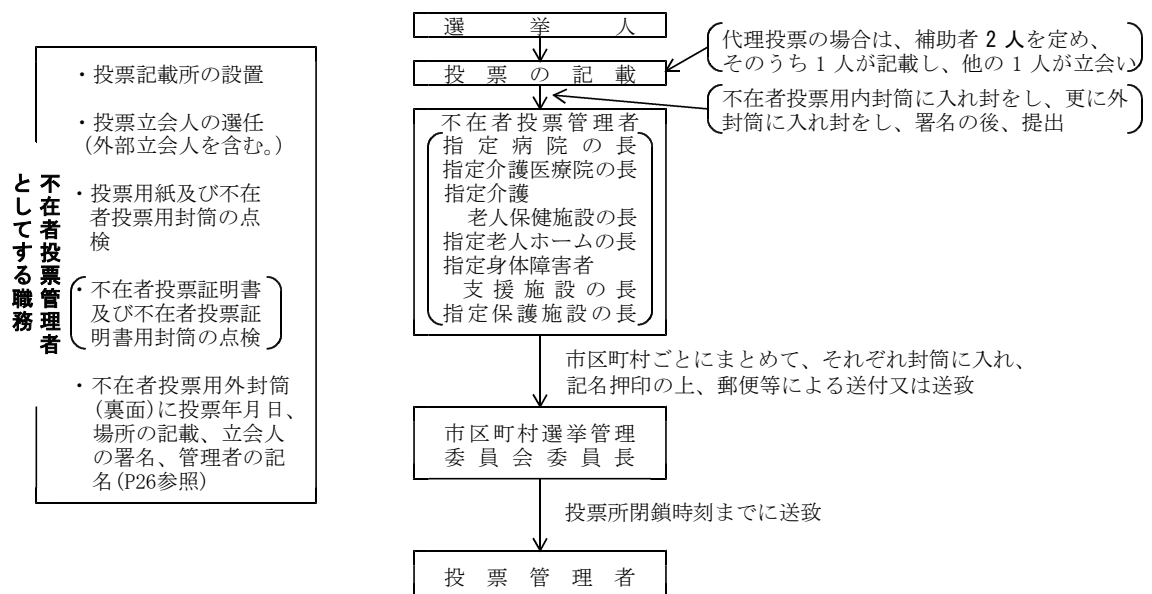 不在者投票管理者
としてする職務
・投票記載所の設置
・投票立会人の選任
(外部立会人を含む。)
・投票用紙及び不在
者投票用封筒の点
検
・不在者投票証明書
及び不在者投票証
明書用封筒の点検
・不在者投票用外封筒
(裏面)に投票年月日、
場所の記載、立会人
の署名、管理者の記
名(P26参照)
選挙人
投票の記載
代理投票の場合は、補助者 2 人を定め、
そのうち 1 人が記載し、他の 1 人が立会い
不在者投票用内封筒に入れ封をし、更に外
封筒に入れ封をし、署名の後、提出
不在者投票管理者
指定病院の長
指定介護医療院の長
指定介護
老人保健施設の長
指定老人ホームの長
指定身体障害者
支援施設の長
指定保護施設の長
市区町村ごとにまとめて、それぞれ封筒に入れ、
記名押印の上、郵便等による送付又は送致
市区町村選挙管理
委員会委員長
投票所閉鎖時刻までに送致
投票管理者